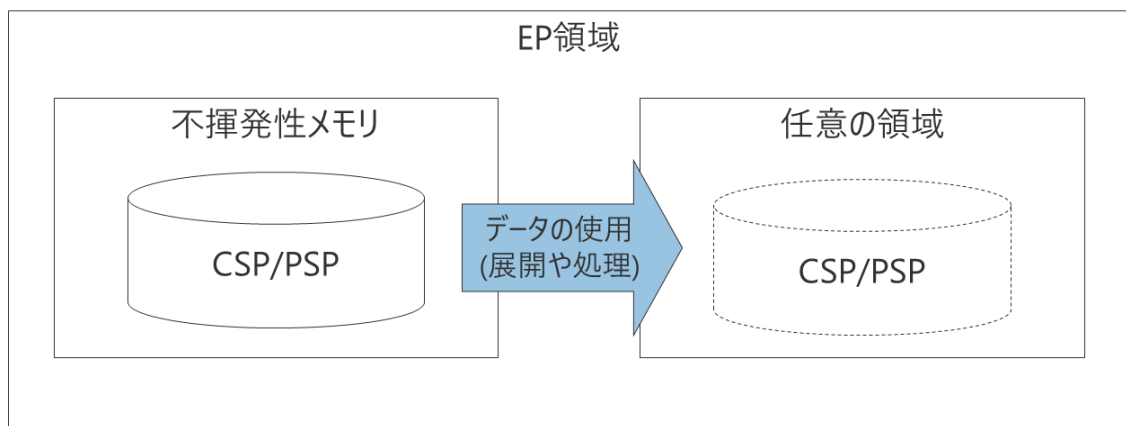 EP領域
不揮発性メモリ
任意の領域
CSP/PSP
データの使用
(展開や処理)
CSP/PSP